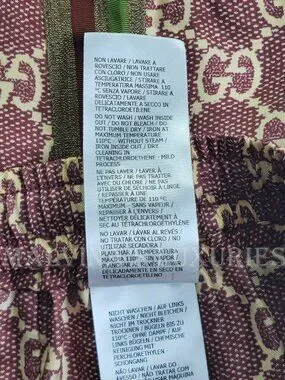 NON LAVARE / LAVARE A
ROVESCIO / NON TRATTARE
CON CLORO / NON USARE
ASCIUGATRICE / STIRARE A
TEMPERATURA MASSIMA 110
°C SENZA VAPORE / STIRARE A
ROVESCIO / LAVARE
DELICATAMENTE A SECCO IN
TETRACLOROETILENE
DO NOT WASH / WASH INSIDE
OUT / DO NOT BLEACH / DO
NOT TUMBLE DRY / IRON AT
MAXIMUM TEMPERATURE
110°C - WITHOUT STEAM /
IRON INSIDE OUT / DRY
CLEANING IN
TETRACHLOROETHENE - MILD
PROCESS
NE PAS LAVER / LAVER À
L'ENVERS / NE PAS TRAITER
AVEC DU CHLORE / NE PAS
UTILISER DE SÉCHOIR À LINGE
/ REPASSER À UNE
TEMPÉRATURE DE 110 °C
MAXIMUM - SANS VAPEUR /
REPASSER À L'ENVERS /
NETTOYER DÉLICATEMENT À
SEC AU TÉTRACHLORÉTHYLÈNE
NO LAVAR / LAVAR AL REVÉS /
NO TRATAR CON CLORO / NO
UTILIZAR SECADORA /
PLANCHAR A TEMPERATURA
MÁXIMA 110° - SIN VAPOR /
PLANCHAR AL REVÉS / LAVAR
DELICADAMENTE EN SECO EN
TETRACLOROETILENO
NICHT WASCHEN / AUF LINKS
WASCHEN / NICHT BLEICHEN /
NICHT IM TROCKNER
TROCKNEN / BÜGELN BIS ZU
110°C - OHNE DAMPF / AUF
LINKS BÜGELN / CHEMISCHE
REINIGUNG MIT
PERCHLORETHYLEN
SCHONGANG
NÃO LAVAR / LAVAR DO
AVESSO / NÃO TRATAR COM